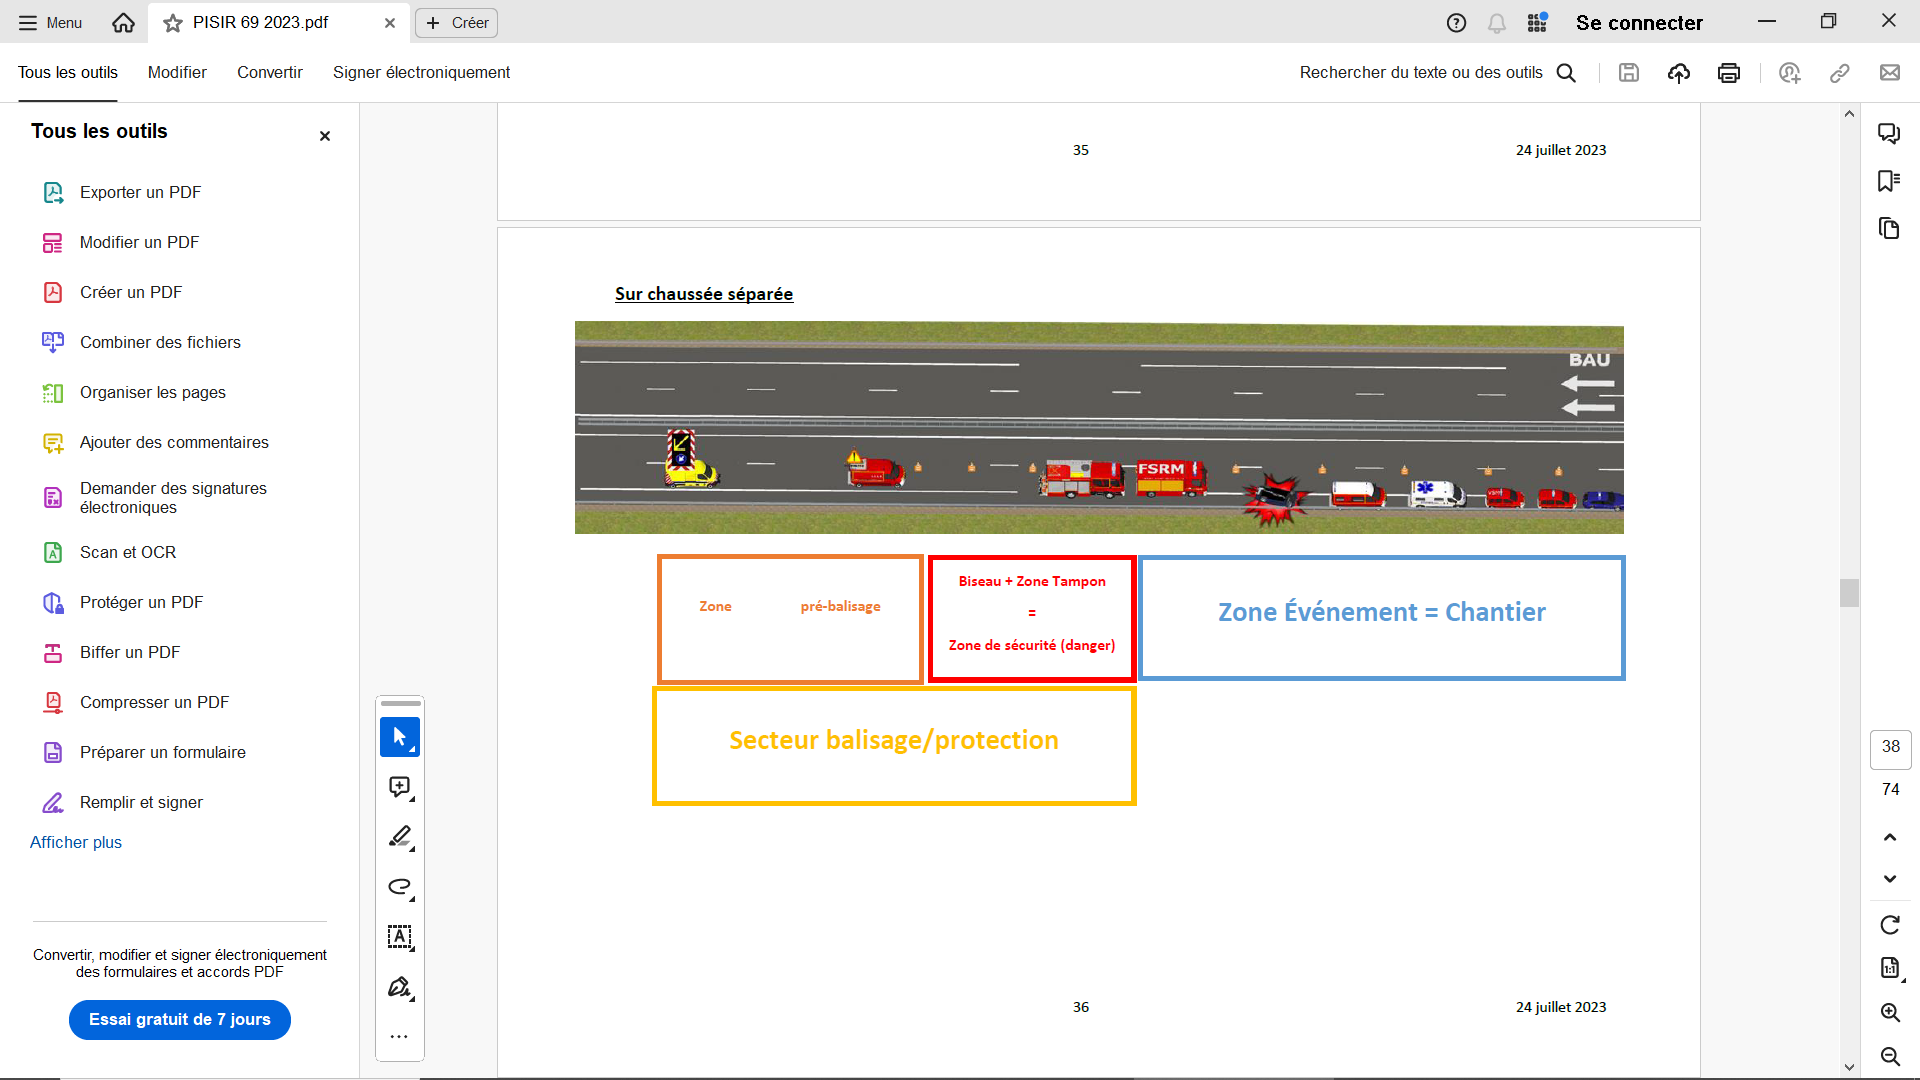 Menu
PISIR 69 2023.pdf
Créer
Se connecter
Tous les outils
Modifier
Convertir
Signer électroniquement
Rechercher du texte ou des outils
Tous les outils
Exporter un PDF
Modifier un PDF
Créer un PDF
Combiner des fichiers
Organiser les pages
Ajouter des commentaires
Demander des signatures
électroniques
Scan et OCR
Protéger un PDF
Biffer un PDF
Compresser un PDF
Préparer un formulaire
Remplir et signer
Afficher plus
Convertir, modifier et signer électroniquement
des formulaires et accords PDF
Essai gratuit de 7 jours
35
24 juillet 2023
Sur chaussée séparée
BAU
FSRM
Zone pré-balisage
Biseau + Zone Tampon
=
Zone de sécurité (danger)
Zone Événement = Chantier
Secteur balisage/protection
36
24 juillet 2023
38
74